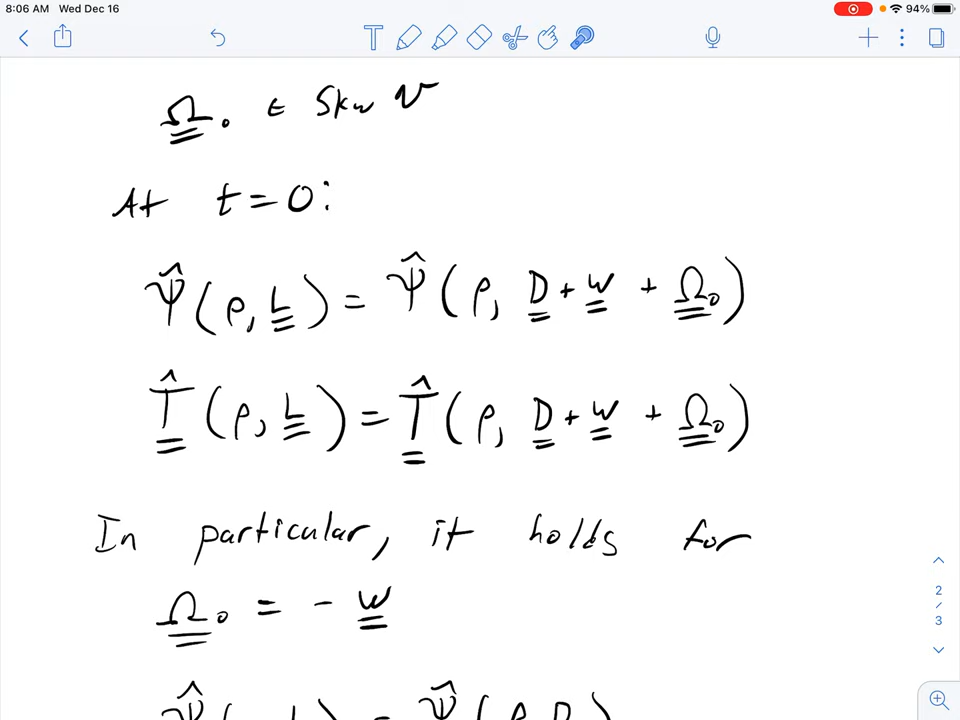 8:06 AM Wed Dec 16
94%
Ω₀ ∈ Skw V
At t = 0:
Ψ̂(ρ, L) = Ψ̂(ρ, D + W + Ω₀)
T̂(ρ, L) = T̂(ρ, D + W + Ω₀)
In particular, it holds for
Ω₀ = - W
2
/
3